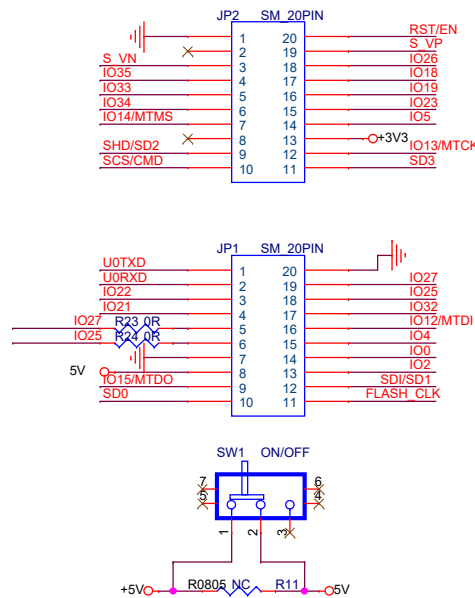 JP2 SM_20PIN
1 20 RST/EN
2 19 S_VP
S_VN 3 18 IO26
IO35 4 17 IO18
IO33 5 16 IO19
IO34 6 15 IO23
IO14/MTMS 7 14 IO5
8 13 +3V3
SHD/SD2 9 12 IO13/MTCK
SCS/CMD 10 11 SD3
JP1 SM_20PIN
U0TXD 1 20
U0RXD 2 19 IO27
IO22 3 18 IO25
IO21 4 17 IO32
IO27 R23 0R 5 16 IO12/MTDI
IO25 R24 0R 6 15 IO4
7 14 IO0
5V 8 13 IO2
IO15/MTDO 9 12 SDI/SD1
SD0 10 11 FLASH_CLK
SW1 ON/OFF
7 6
5 4
1 2 3
+5V R0805 NC R11 5V